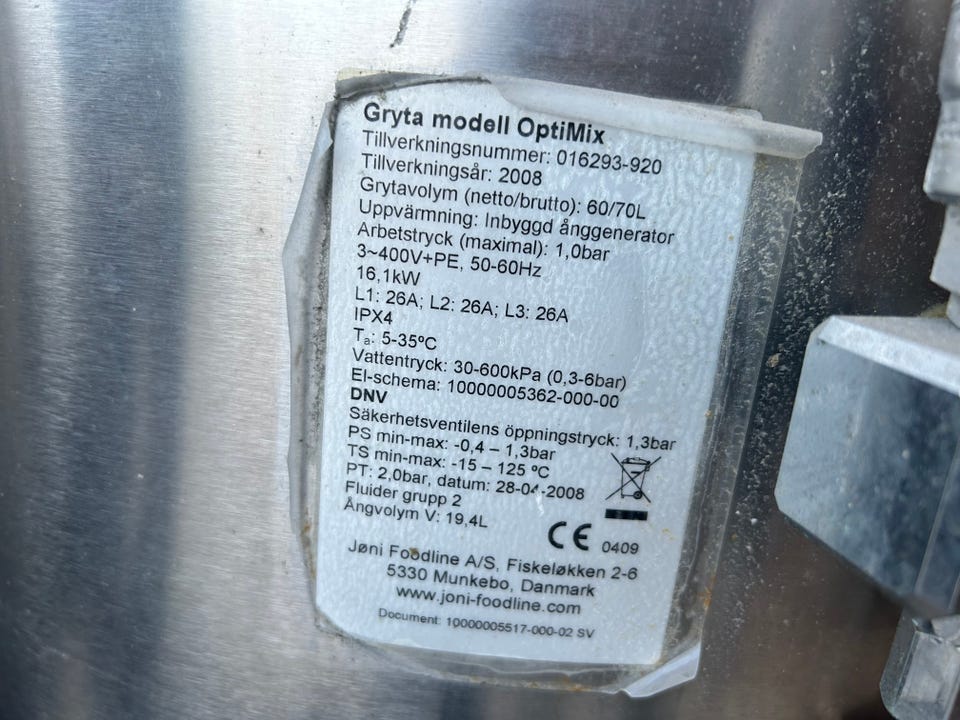 Gryta modell OptiMix
Tillverkningsnummer: 016293-920
Tillverkningsår: 2008
Grytavolym (netto/brutto): 60/70L
Uppvärmning: Inbyggd ånggenerator
Arbetstryck (maximal): 1,0bar
3~400V+PE, 50-60Hz
16,1kW
L1: 26A; L2: 26A; L3: 26A
IPX4
Ta: 5-35ºC
Vattentryck: 30-600kPa (0,3-6bar)
El-schema: 10000005362-000-00
DNV
Säkerhetsventilens öppningstryck: 1,3bar
PS min-max: -0,4 – 1,3bar
TS min-max: -15 – 125 ºC
PT: 2,0bar, datum: 28-04-2008
Fluider grupp 2
Ångvolym V: 19,4L
CE 0409
Jøni Foodline A/S, Fiskeløkken 2-6
5330 Munkebo, Danmark
www.joni-foodline.com
Document: 10000005517-000-02 SV